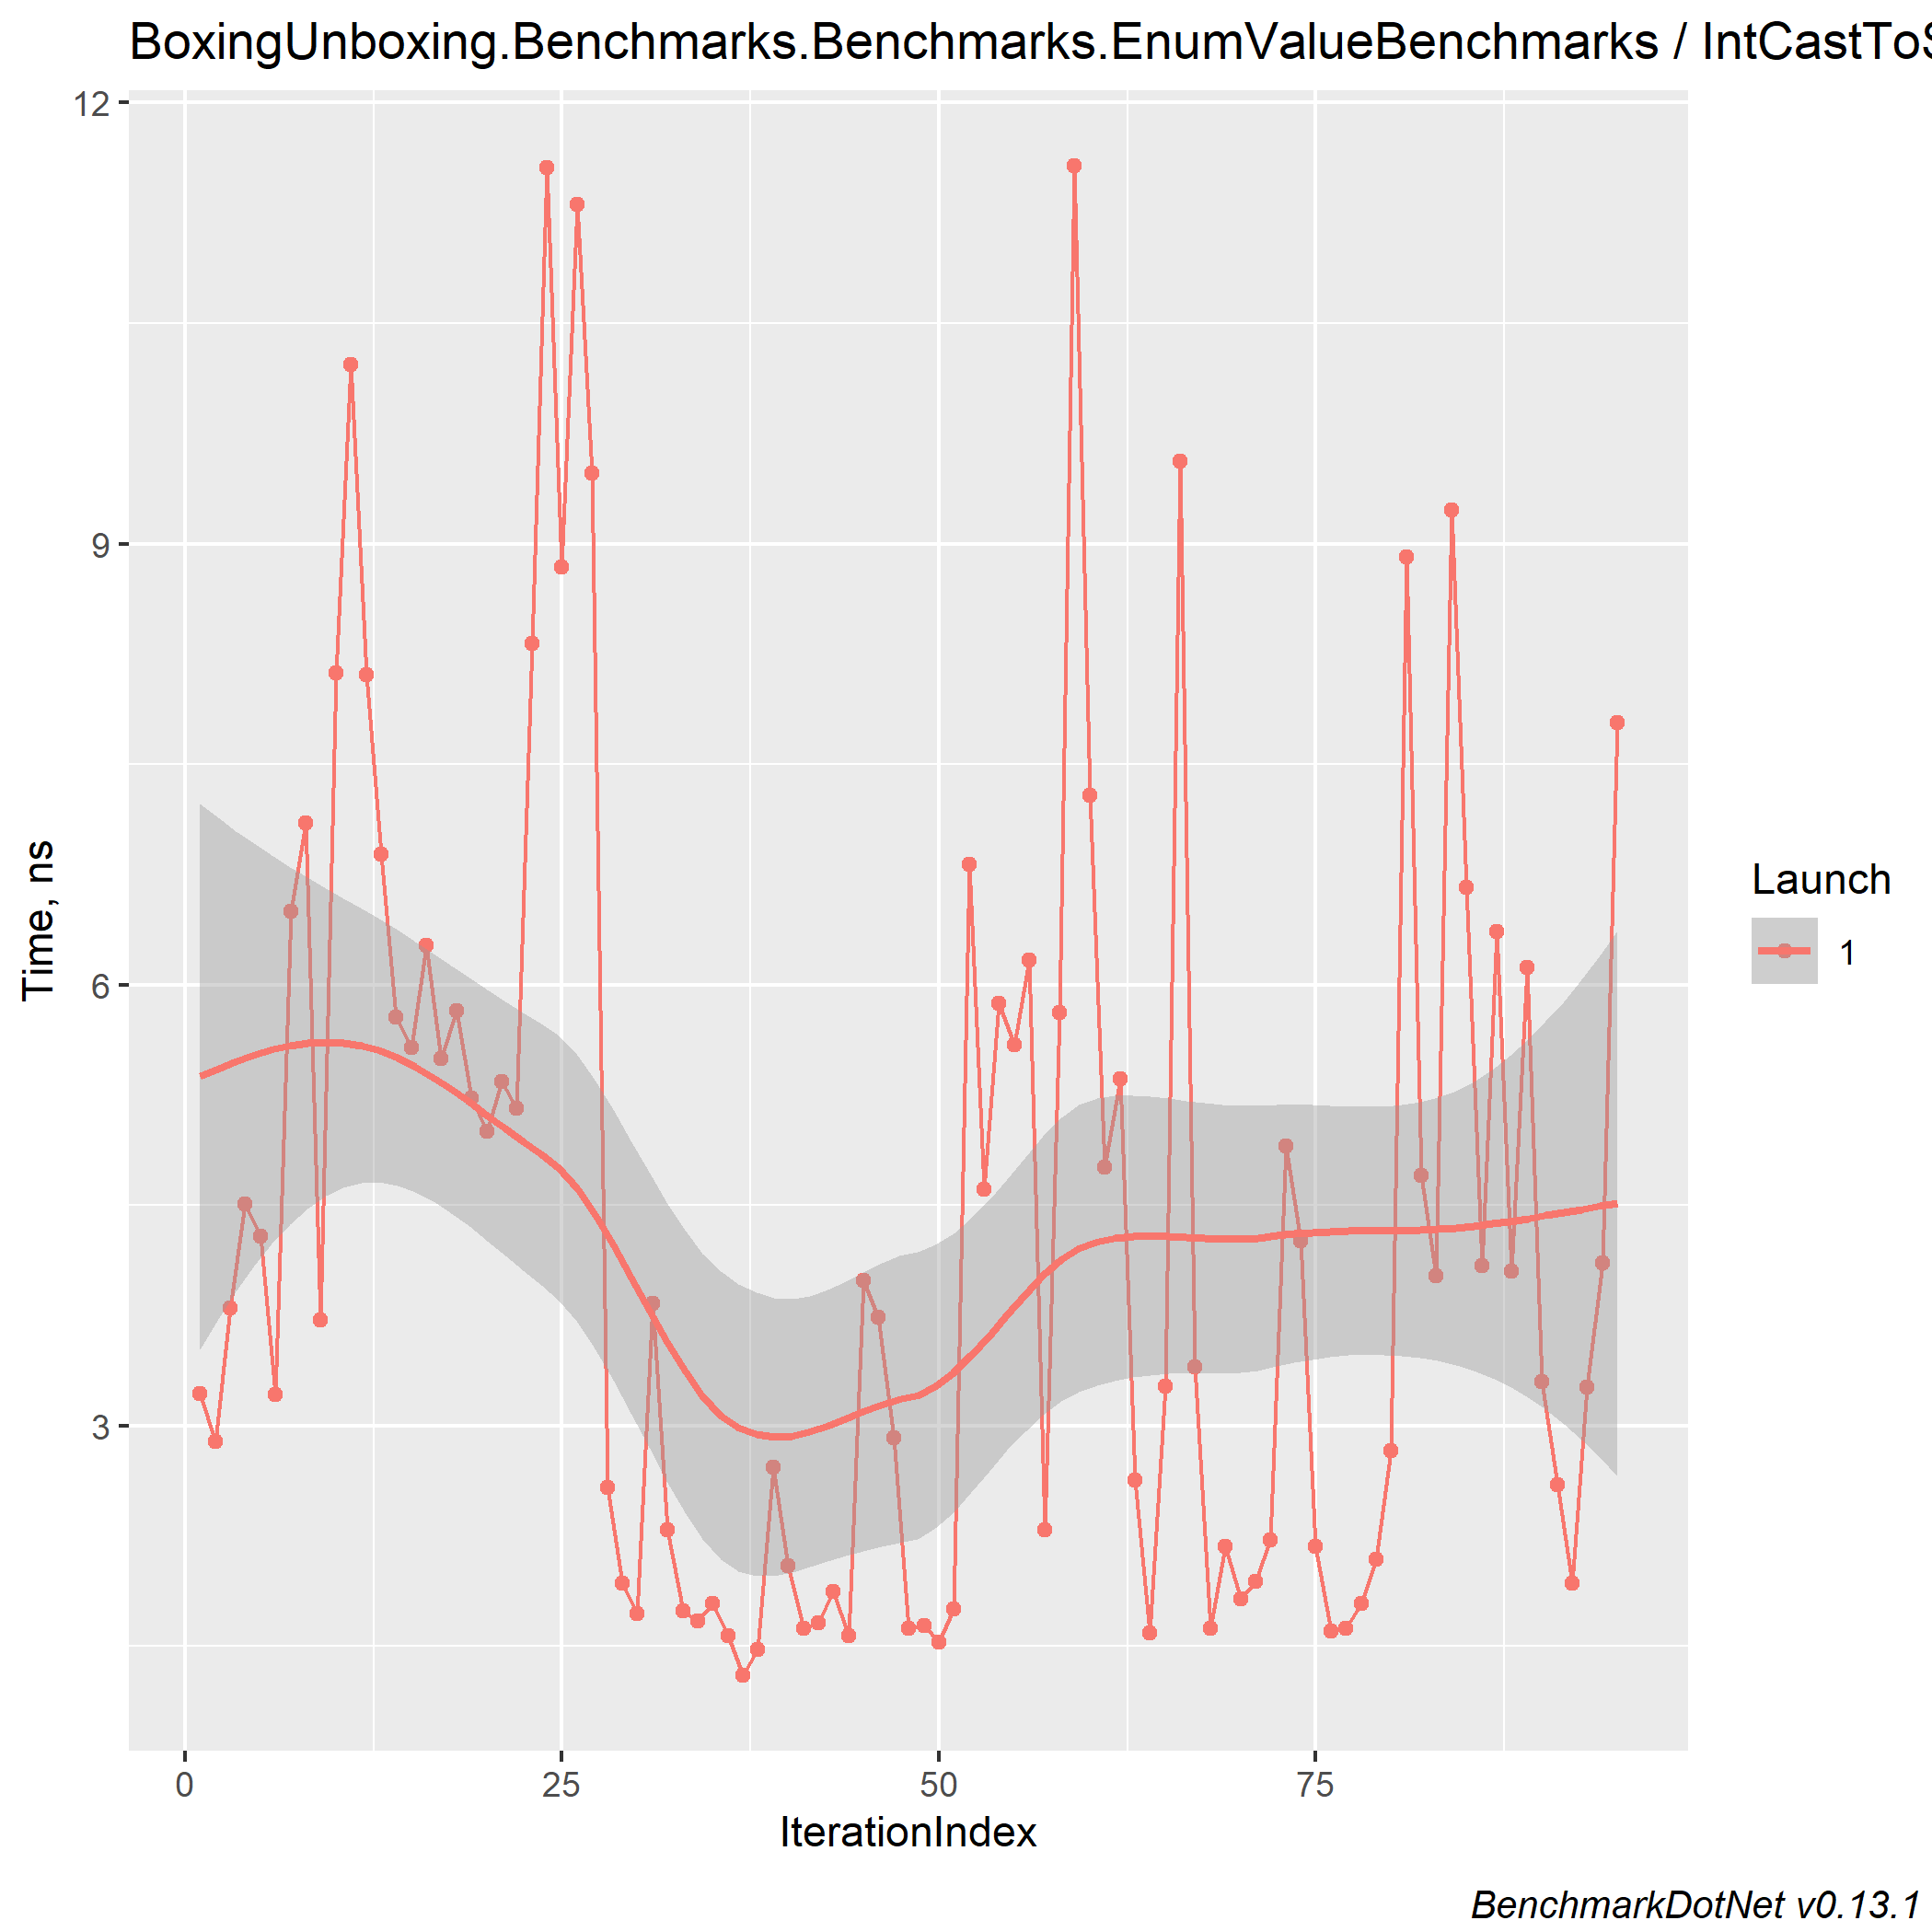 BoxingUnboxing.Benchmarks.Benchmarks.EnumValueBenchmarks / IntCastToS
12
9
6
3
Time, ns
0 25 50 75
IterationIndex
Launch
1
BenchmarkDotNet v0.13.1